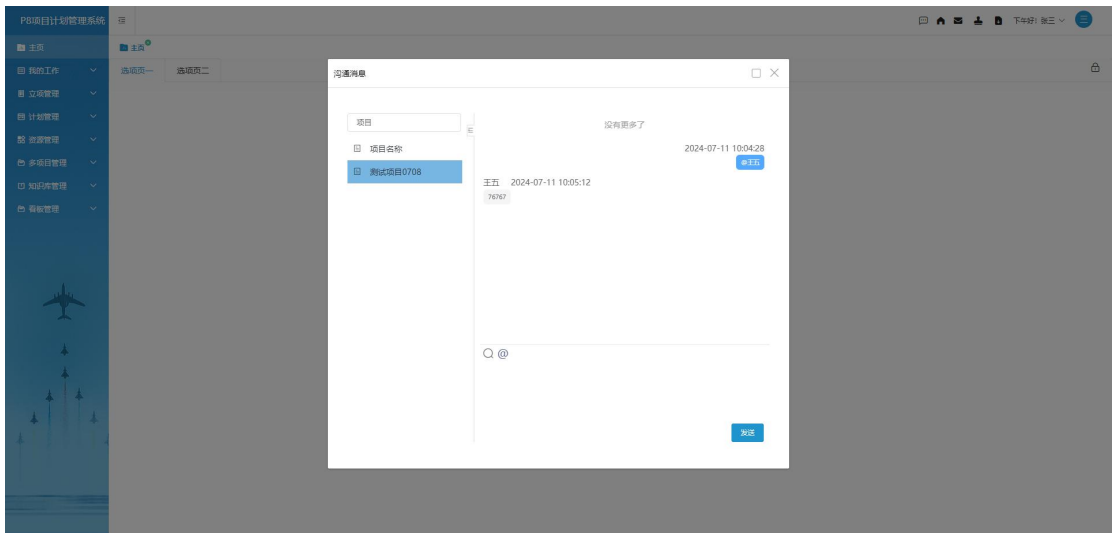 P8项目计划管理系统
下午好! 张三
三
主页
主页
我的工作
选项页一 选项页二
立项管理
计划管理
资源管理
多项目管理
知识库管理
看板管理
沟通消息
项目
项目名称
测试项目0708
没有更多了
2024-07-11 10:04:28
@王五
王五 2024-07-11 10:05:12
76767
@
发送